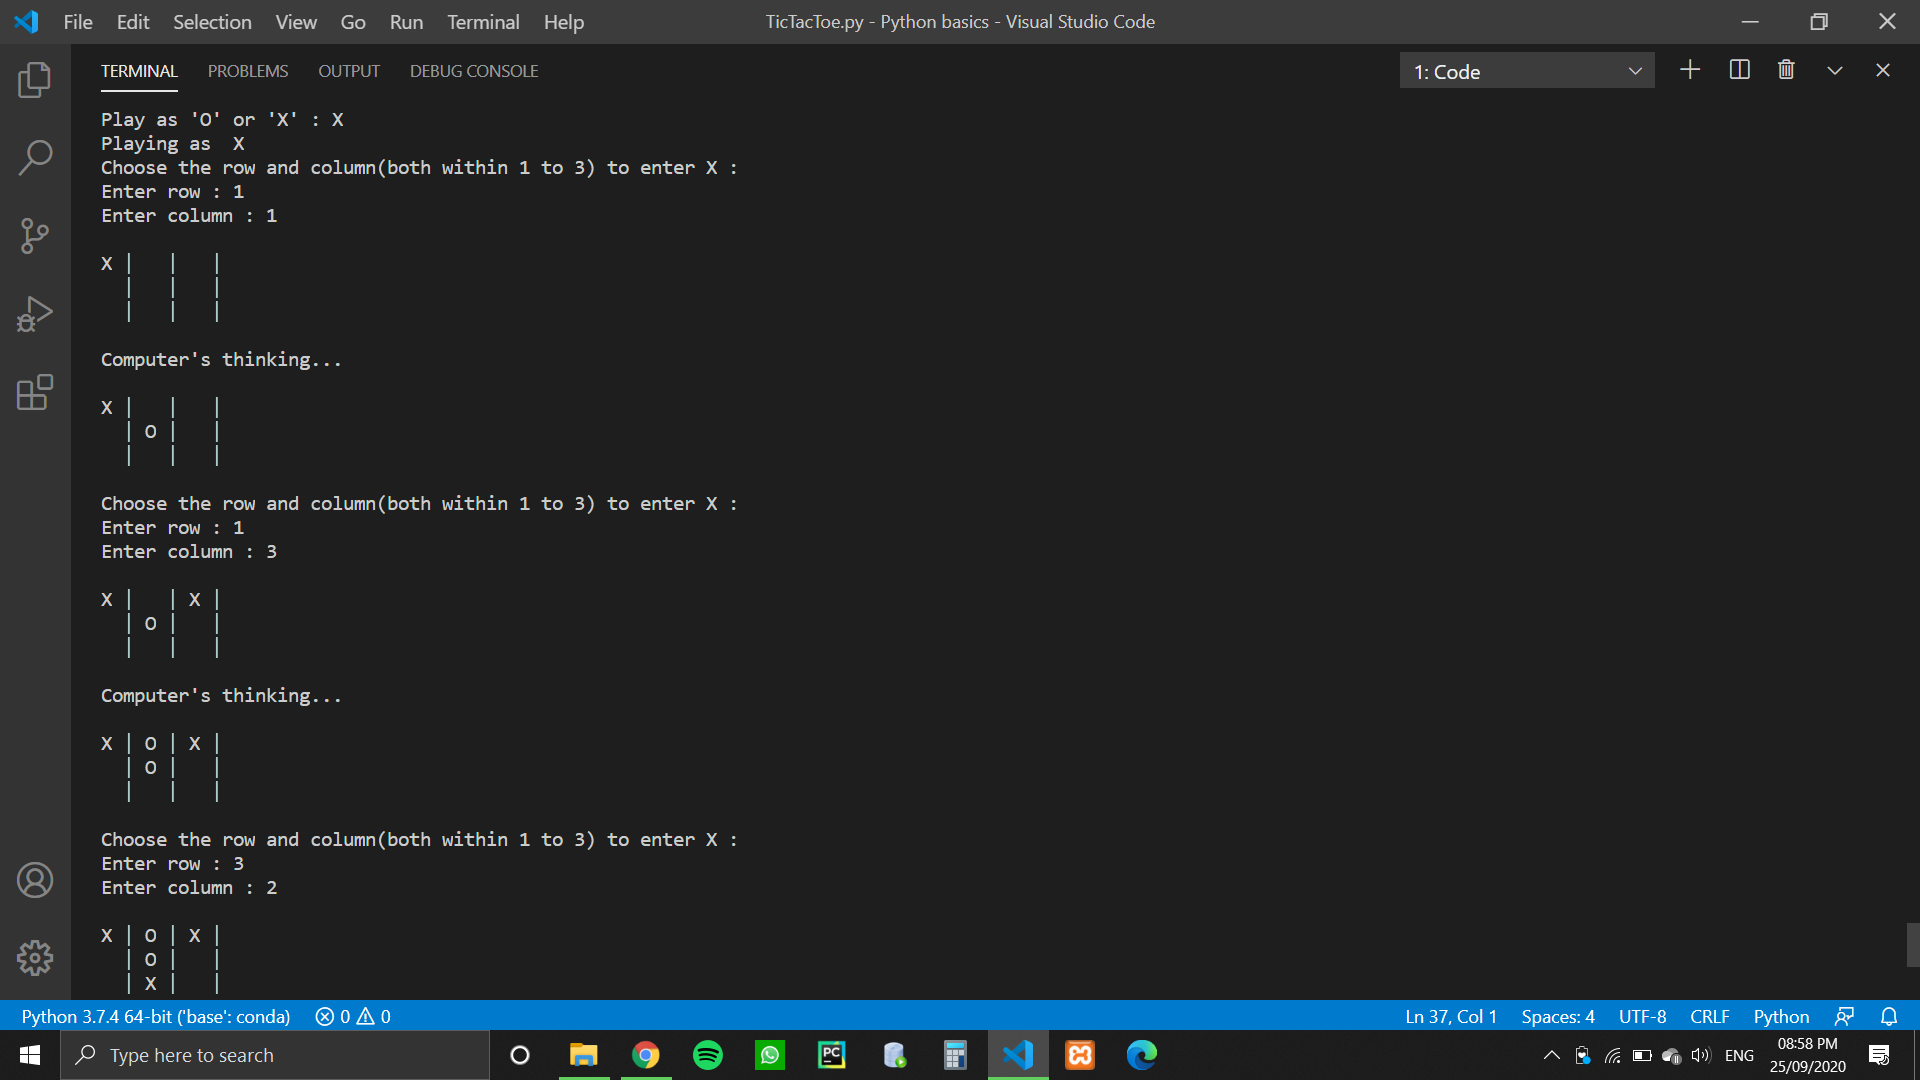 File Edit Selection View Go Run Terminal Help TicTacToe.py - Python basics - Visual Studio Code
TERMINAL PROBLEMS OUTPUT DEBUG CONSOLE 1: Code
Play as 'O' or 'X' : X
Playing as  X
Choose the row and column(both within 1 to 3) to enter X :
Enter row : 1
Enter column : 1
X |   |   |
  |   |   |
  |   |   |
Computer's thinking...
X |   |   |
  | O |   |
  |   |   |
Choose the row and column(both within 1 to 3) to enter X :
Enter row : 1
Enter column : 3
X |   | X |
  | O |   |
  |   |   |
Computer's thinking...
X | O | X |
  | O |   |
  |   |   |
Choose the row and column(both within 1 to 3) to enter X :
Enter row : 3
Enter column : 2
X | O | X |
  | O |   |
  | X |   |
Python 3.7.4 64-bit ('base': conda) 0 0 Ln 37, Col 1 Spaces: 4 UTF-8 CRLF Python
Type here to search PC ENG 08:58 PM
25/09/2020